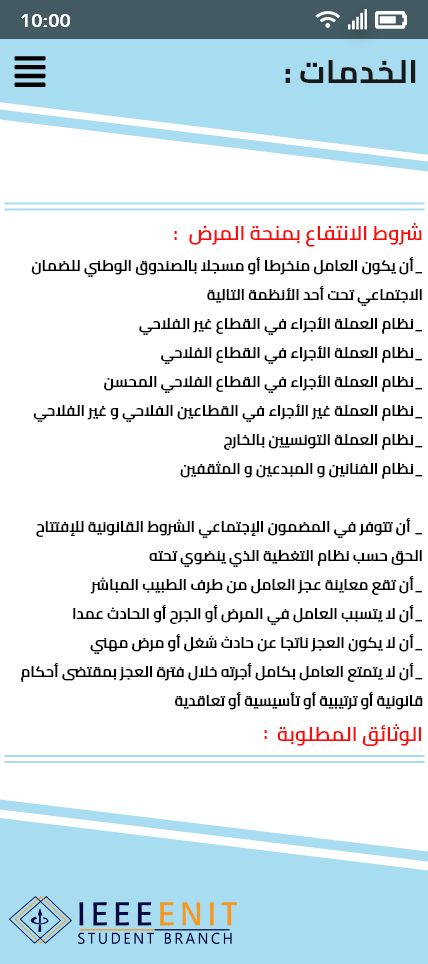 10:00
الخدمات :
شروط الانتفاع بمنحة المرض :
_أن يكون العامل منخرطا أو مسجلا بالصندوق الوطني للضمان
الاجتماعي تحت أحد الأنظمة التالية
_نظام العملة الأجراء في القطاع غير الفلاحي
_نظام العملة الأجراء في القطاع الفلاحي
_نظام العملة الأجراء في القطاع الفلاحي المحسن
_نظام العملة غير الأجراء في القطاعين الفلاحي و غير الفلاحي
_نظام العملة التونسيين بالخارج
_نظام الفنانين و المبدعين و المثقفين
_ أن تتوفر في المضمون الإجتماعي الشروط القانونية للإفتتاح
الحق حسب نظام التغطية الذي ينضوي تحته
_أن تقع معاينة عجز العامل من طرف الطبيب المباشر
_أن لا يتسبب العامل في المرض أو الجرح أو الحادث عمدا
_أن لا يكون العجز ناتجا عن حادث شغل أو مرض مهني
_أن لا يتمتع العامل بكامل أجرته خلال فترة العجز بمقتضى أحكام
قانونية أو ترتيبية أو تأسيسية أو تعاقدية
الوثائق المطلوبة :
IEEEENIT
STUDENT BRANCH